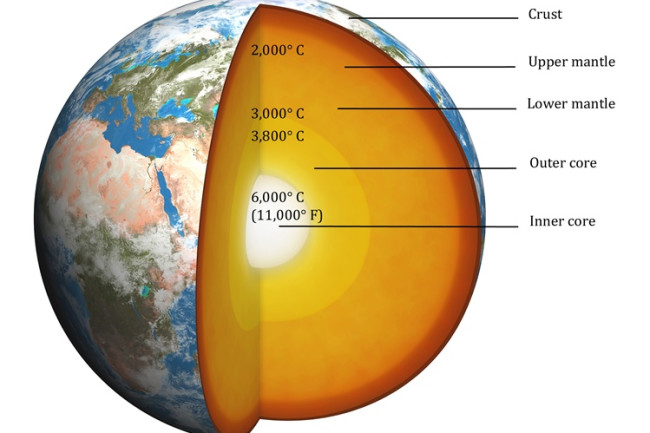 Crust
2,000° C
Upper mantle
Lower mantle
3,000° C
3,800° C
Outer core
6,000° C
(11,000° F)
Inner core